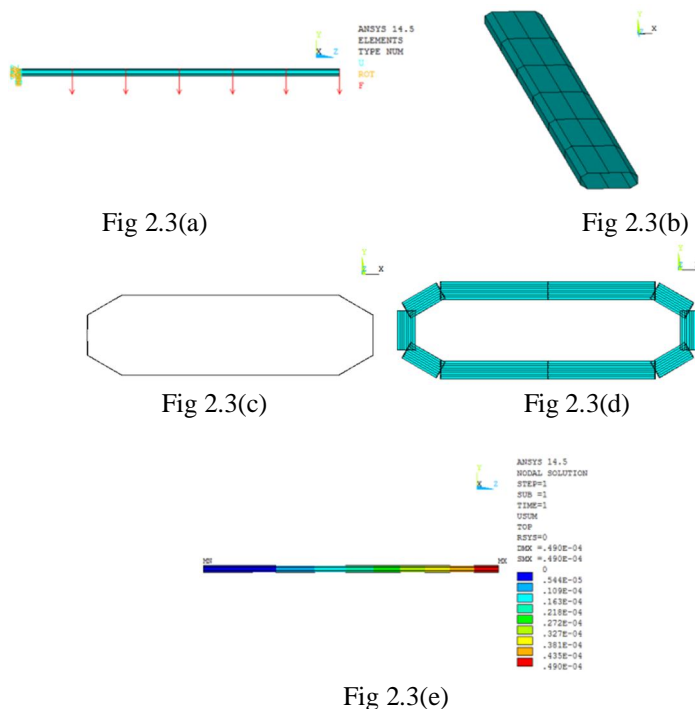 ANSYS 14.5
ELEMENTS
TYPE NUM
U
ROT
F
Y
X Z
Y
X
Fig 2.3(a)
Fig 2.3(b)
Y
X
Y
Fig 2.3(c)
Fig 2.3(d)
ANSYS 14.5
NODAL SOLUTION
STEP=1
SUB =1
TIME=1
USUM
TOP
RSYS=0
DMX =.490E-04
SMX =.490E-04
Y
X Z
MN
MX
0
.544E-05
.109E-04
.163E-04
.218E-04
.272E-04
.327E-04
.381E-04
.435E-04
.490E-04
Fig 2.3(e)